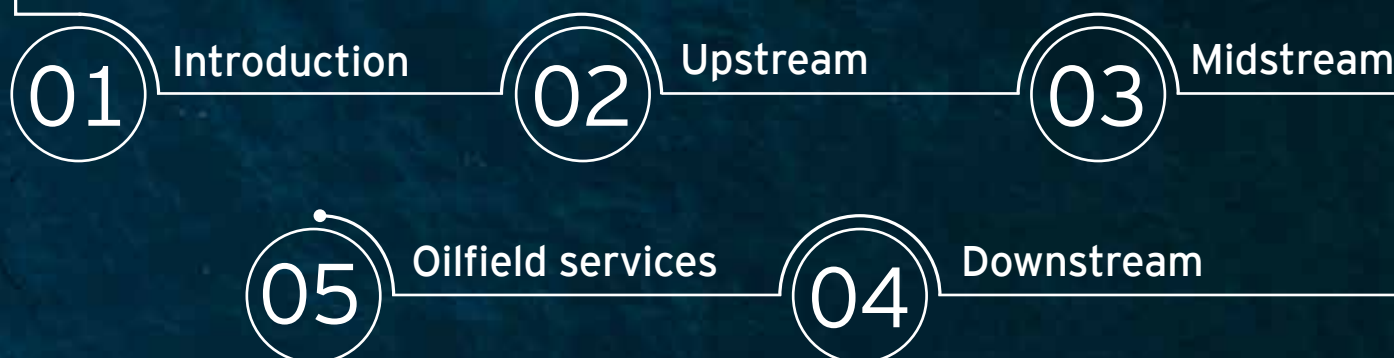 01 Introduction
02 Upstream
03 Midstream
04 Downstream
05 Oilfield services